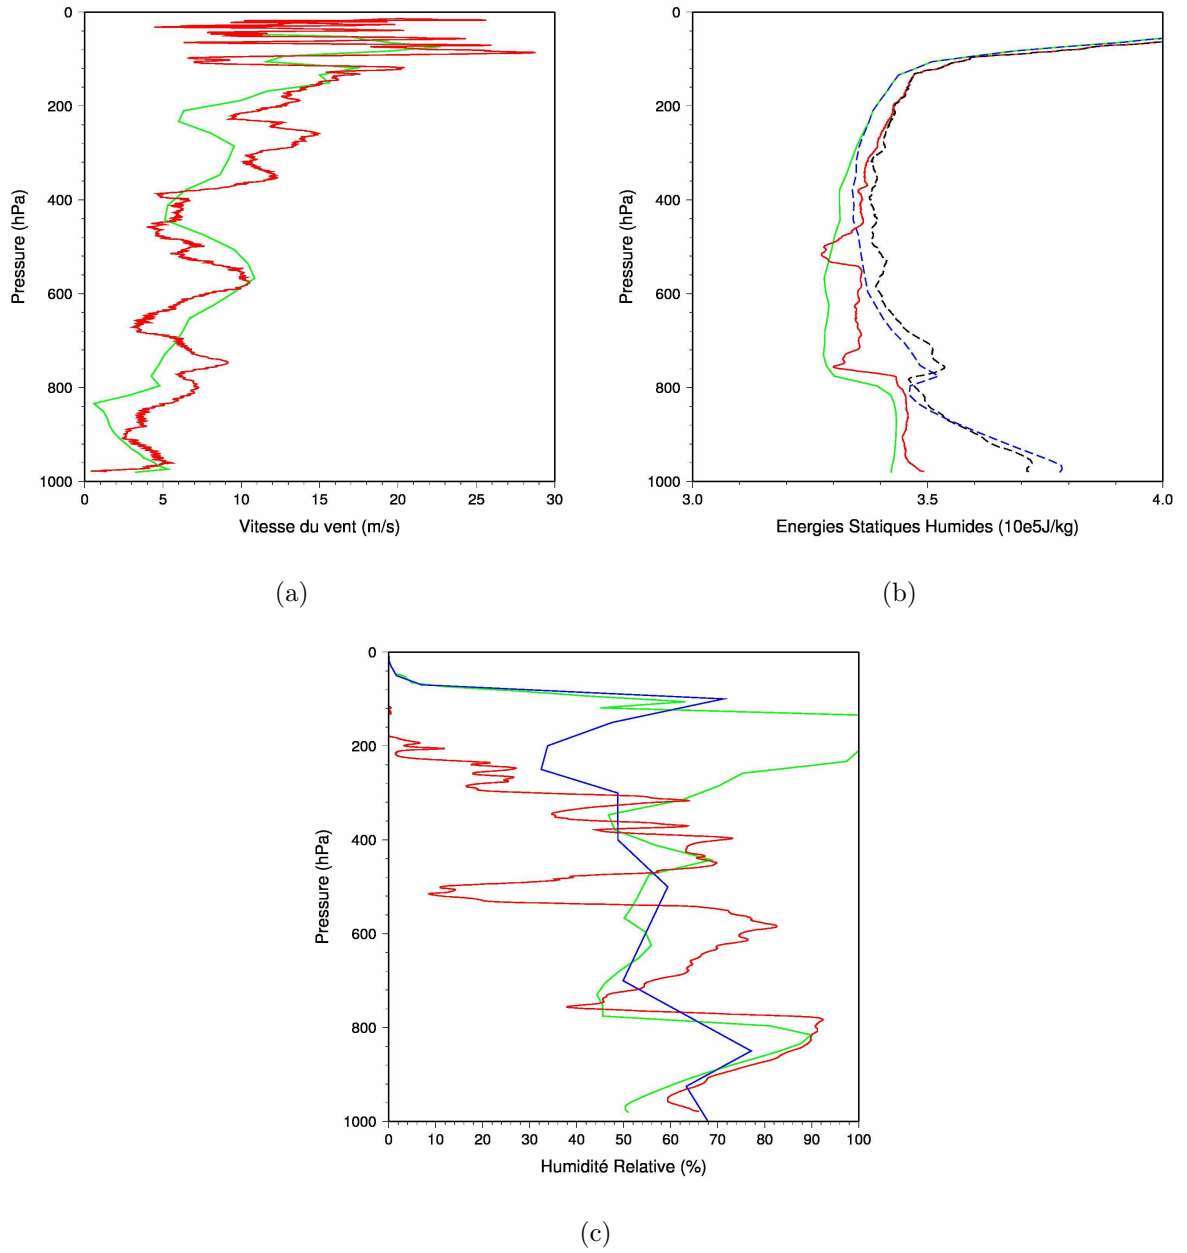 0
200
400
600
800
1000
Pressure (hPa)
0 5 10 15 20 25 30
Vitesse du vent (m/s)
(a)
0
200
400
600
800
1000
Pressure (hPa)
3.0 3.5 4.0
Energies Statiques Humides (10e5J/kg)
(b)
0
200
400
600
800
1000
Pressure (hPa)
0 10 20 30 40 50 60 70 80 90 100
Humidité Relative (%)
(c)